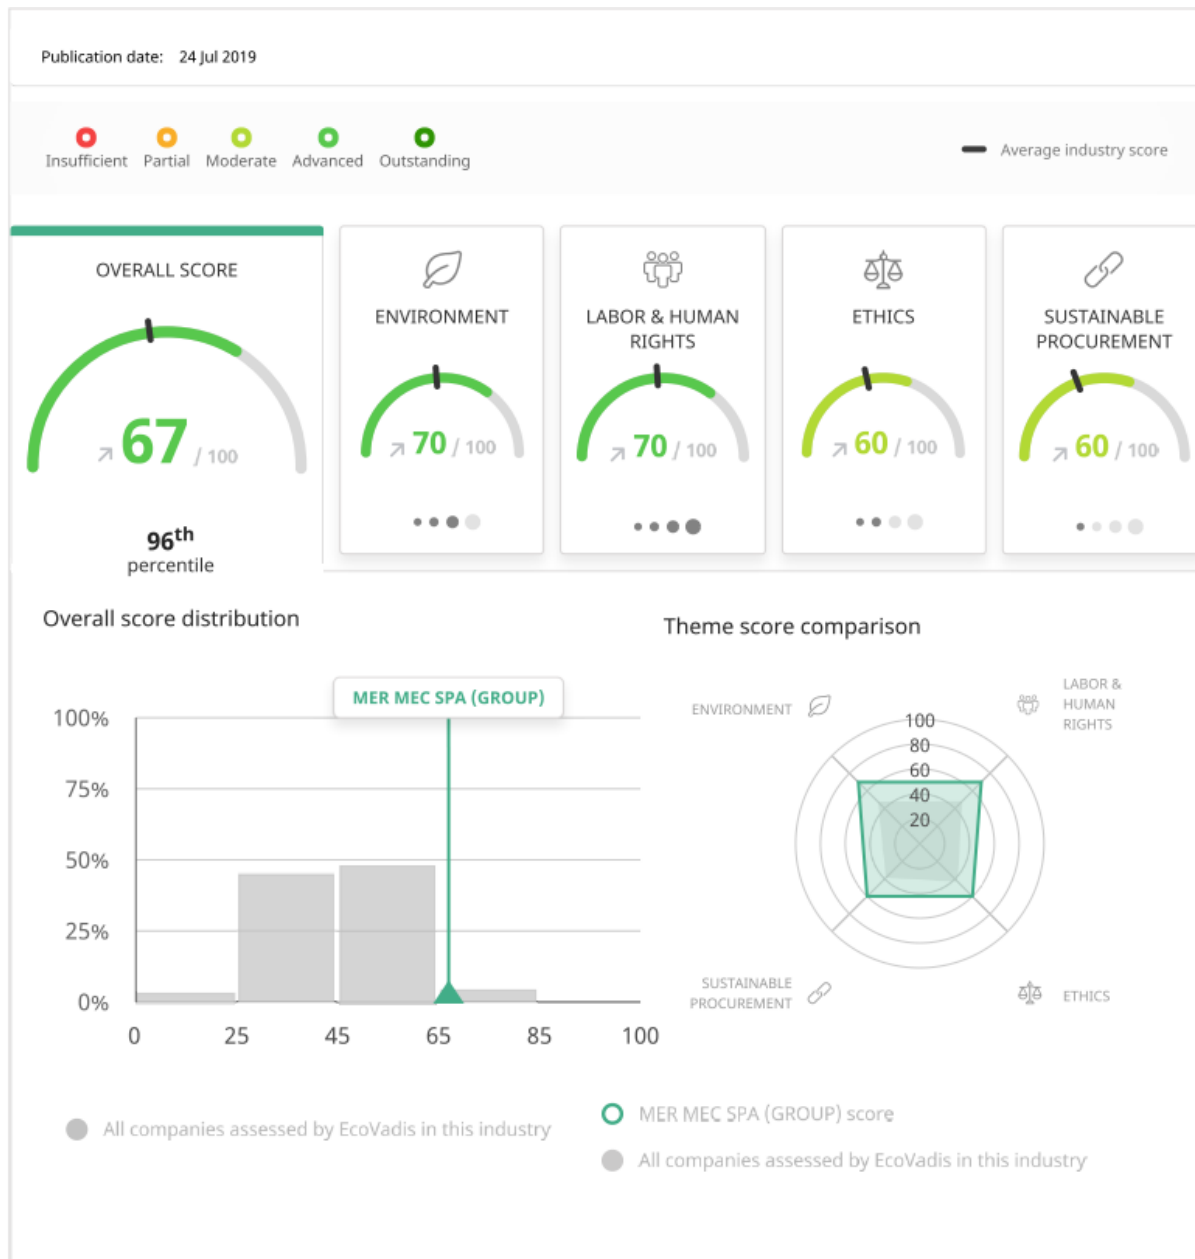 Publication date: 24 Jul 2019
Insufficient Partial Moderate Advanced Outstanding
Average industry score
OVERALL SCORE
67 / 100
96th
percentile
ENVIRONMENT
70 / 100
LABOR & HUMAN
RIGHTS
70 / 100
ETHICS
60 / 100
SUSTAINABLE
PROCUREMENT
60 / 100
Overall score distribution
MER MEC SPA (GROUP)
100%
75%
50%
25%
0%
0 25 45 65 85 100
All companies assessed by EcoVadis in this industry
Theme score comparison
ENVIRONMENT
LABOR &
HUMAN
RIGHTS
100
80
60
40
20
SUSTAINABLE
PROCUREMENT
ETHICS
MER MEC SPA (GROUP) score
All companies assessed by EcoVadis in this industry